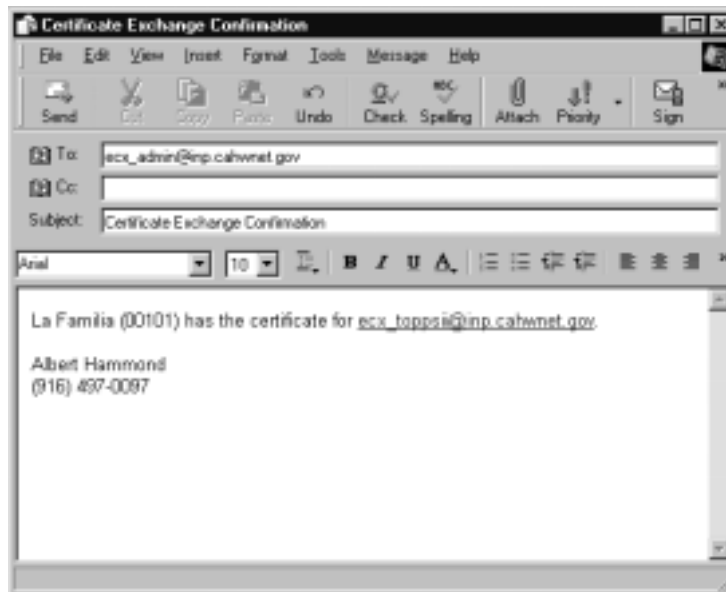 Certificate Exchange Confirmation
File Edit View Insert Format Tools Message Help
Send Cut Copy Paste Undo Check Spelling Attach Priority Sign
To: ecx_admin@inp.cahwnet.gov
Cc:
Subject: Certificate Exchange Confirmation
Arial 10 B I U A
La Familia (00101) has the certificate for ecx_toppsii@inp.cahwnet.gov.
Albert Hammond
(916) 497-0097